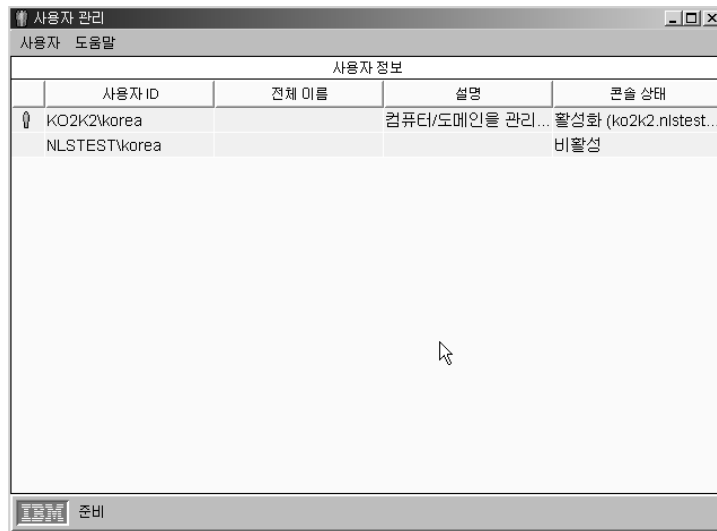 사용자 관리
사용자 도움말
사용자 정보
사용자 ID 전체 이름 설명 콘솔 상태
KO2K2\korea 컴퓨터/도메인을 관리... 활성화 (ko2k2.nlstest...
NLSTEST\korea 비활성
IBM 준비